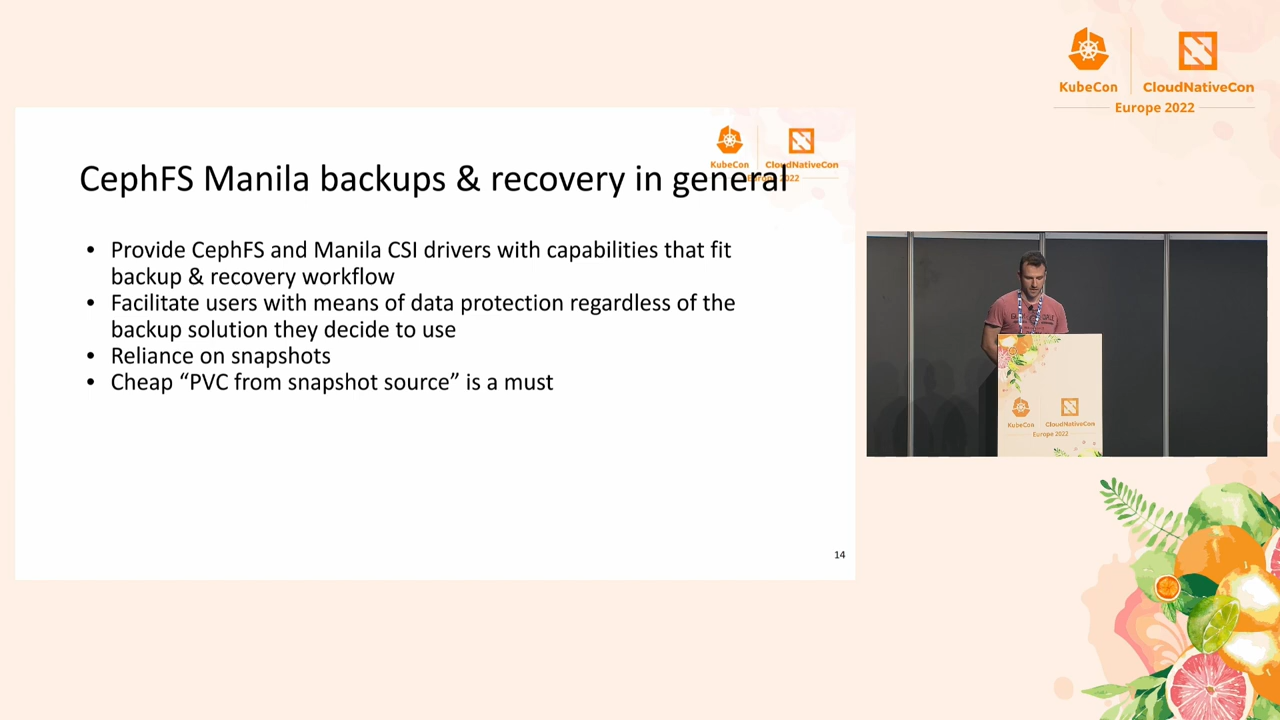 KubeCon
CloudNativeCon
Europe 2022
KubeCon
CloudNativeCon
Europe 2022
CephFS Manila backups & recovery in general
• Provide CephFS and Manila CSI drivers with capabilities that fit
backup & recovery workflow
• Facilitate users with means of data protection regardless of the
backup solution they decide to use
• Reliance on snapshots
• Cheap “PVC from snapshot source” is a must
14
KubeCon
CloudNativeCon
Europe 2022